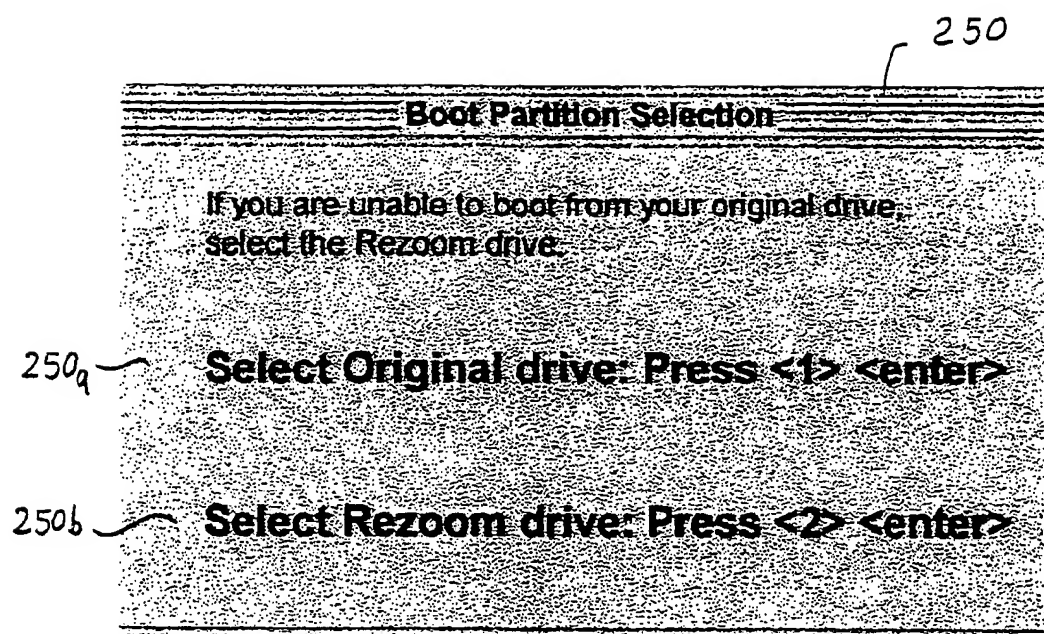 250
Boot Partition Selection
If you are unable to boot from your original drive,
select the Rezoom drive.
250a
Select Original drive: Press <1> <enter>
250b
Select Rezoom drive: Press <2> <enter>